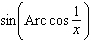 sin(Arc cos 1/x)